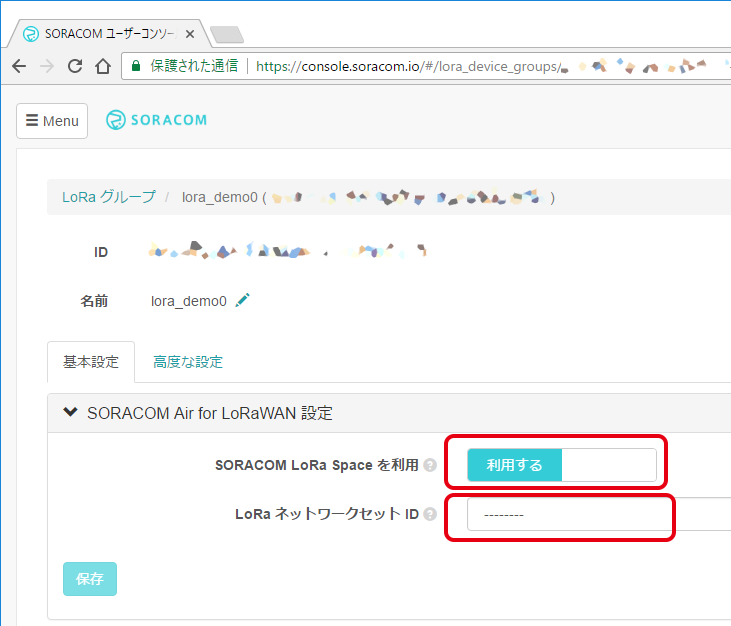 SORACOM ユーザーコンソー
保護された通信 https://console.soracom.io/#/lora_device_groups/
Menu SORACOM
LoRa グループ / lora_demo0 ( )
ID
名前 lora_demo0
基本設定 高度な設定
SORACOM Air for LoRaWAN 設定
SORACOM LoRa Space を利用 利用する
LoRa ネットワークセット ID --------
保存